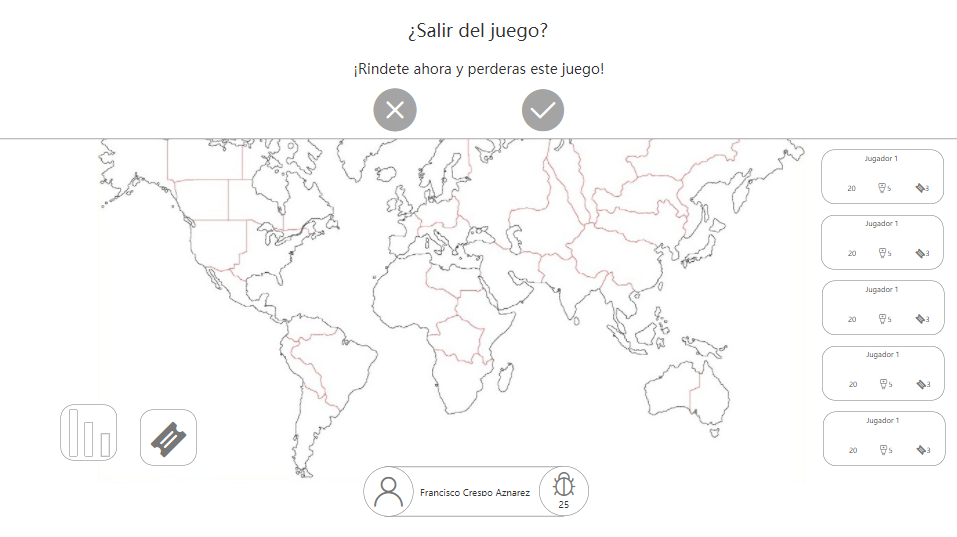 ¿Salir del juego?
¡Rindete ahora y perderas este juego!
Jugador 1
20 5 3
Jugador 1
20 5 3
Jugador 1
20 5 3
Jugador 1
20 5 3
Jugador 1
20 5 3
Francisco Crespo Aznarez
25